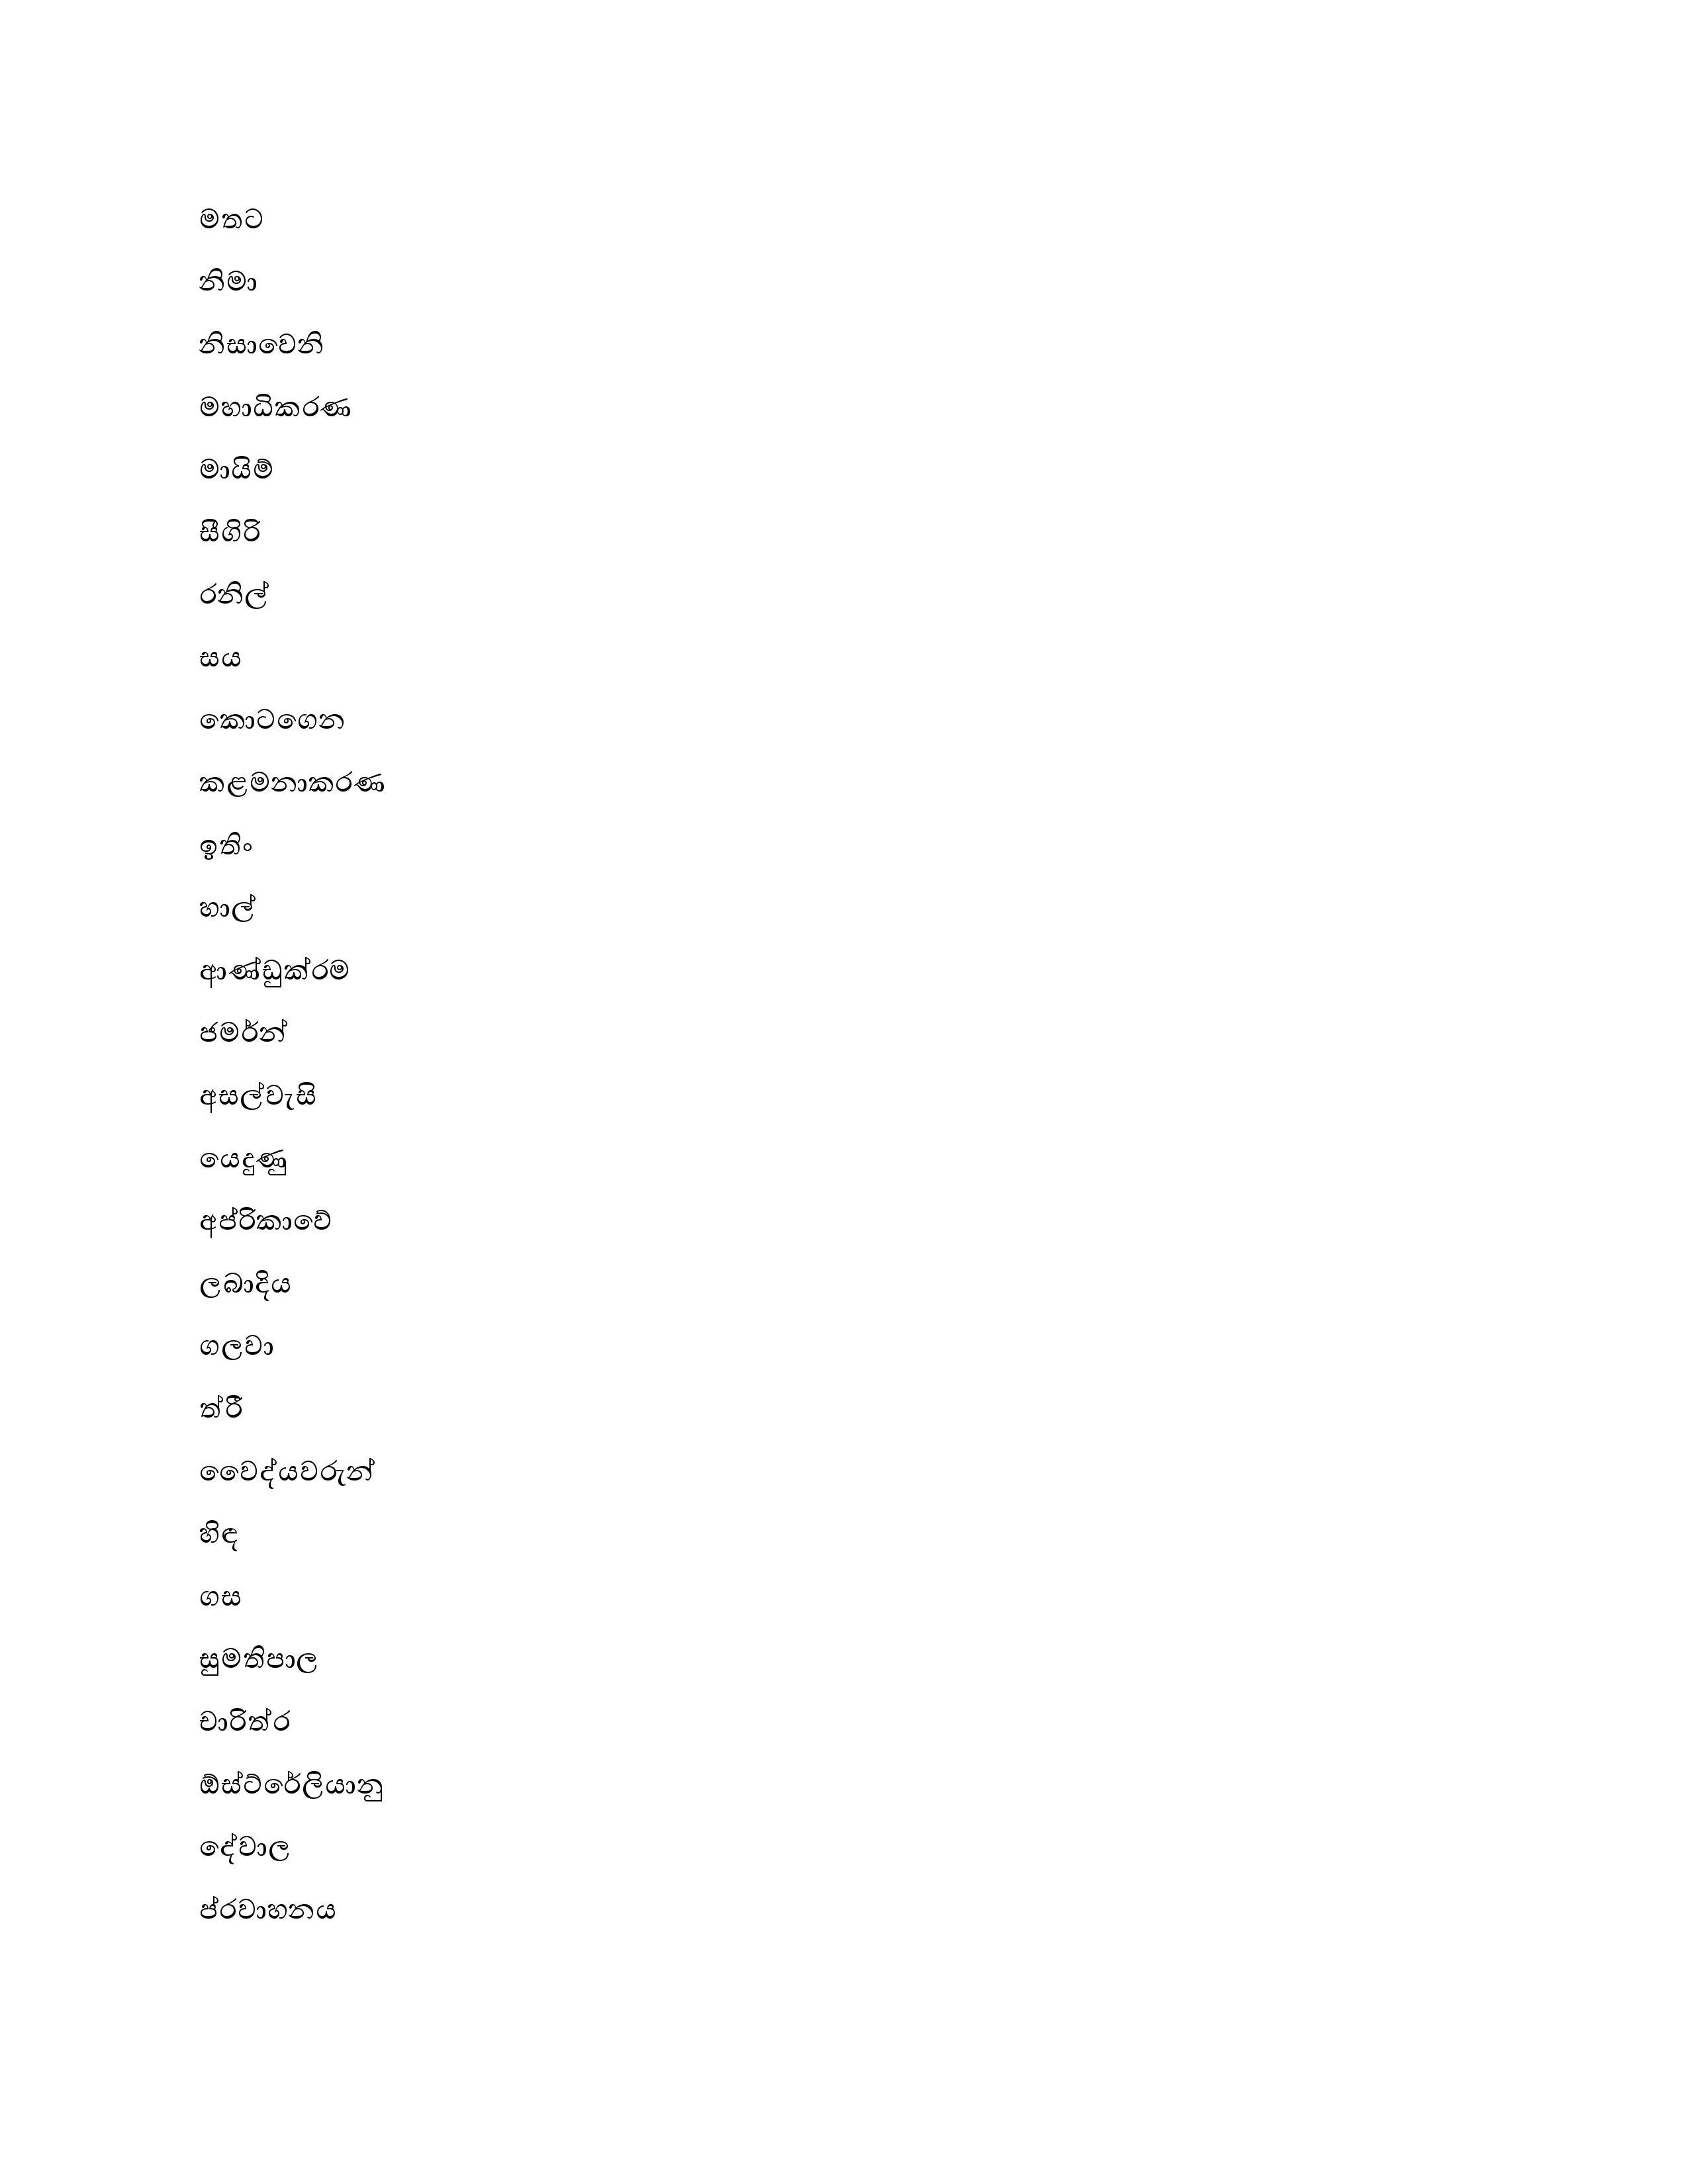 මතට
නිමා
නිසාවෙනි
මහාධිකරණ
මායිම්
සීගිරි
රනිල්
සය
කොටගෙන
කළමනාකරණ
ඉතිං
හාල්
ආණ්ඩුක්රම
ජමර්න්
අසල්වැසි
යෙදුණු
අප්රිකාවේ
ලබාදිය
ගලවා
ත්රී
වෛද්යවරුන්
හිඳ
ගස
සුමතිපාල
චාරිත්ර
ඕස්ට්රේලියානු
දේවාල
ප්රවාහනය